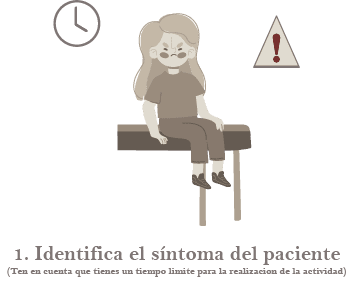 1. Identifica el síntoma del paciente
(Ten en cuenta que tienes un tiempo limite para la realizacion de la actividad)